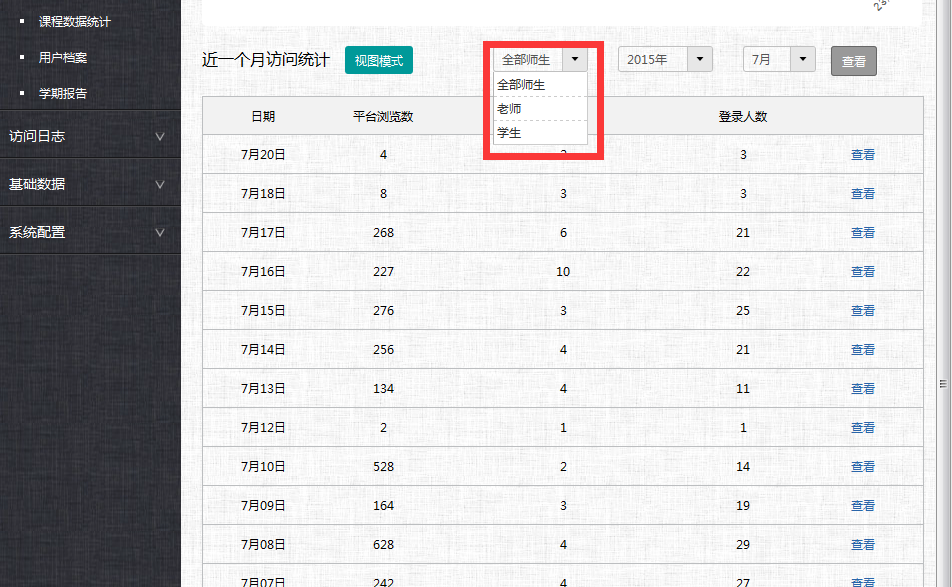 课程数据统计
用户档案
学期报告
访问日志
基础数据
系统配置
近一个月访问统计 视图模式 全部师生 2015年 7月 查看
全部师生
老师
学生
日期 平台浏览数 登录人数
7月20日 4 3 查看
7月18日 8 3 3 查看
7月17日 268 6 21 查看
7月16日 227 10 22 查看
7月15日 276 3 25 查看
7月14日 256 4 21 查看
7月13日 134 4 11 查看
7月12日 2 1 1 查看
7月10日 528 2 14 查看
7月09日 164 3 19 查看
7月08日 628 4 29 查看
7月07日 242 4 27 查看